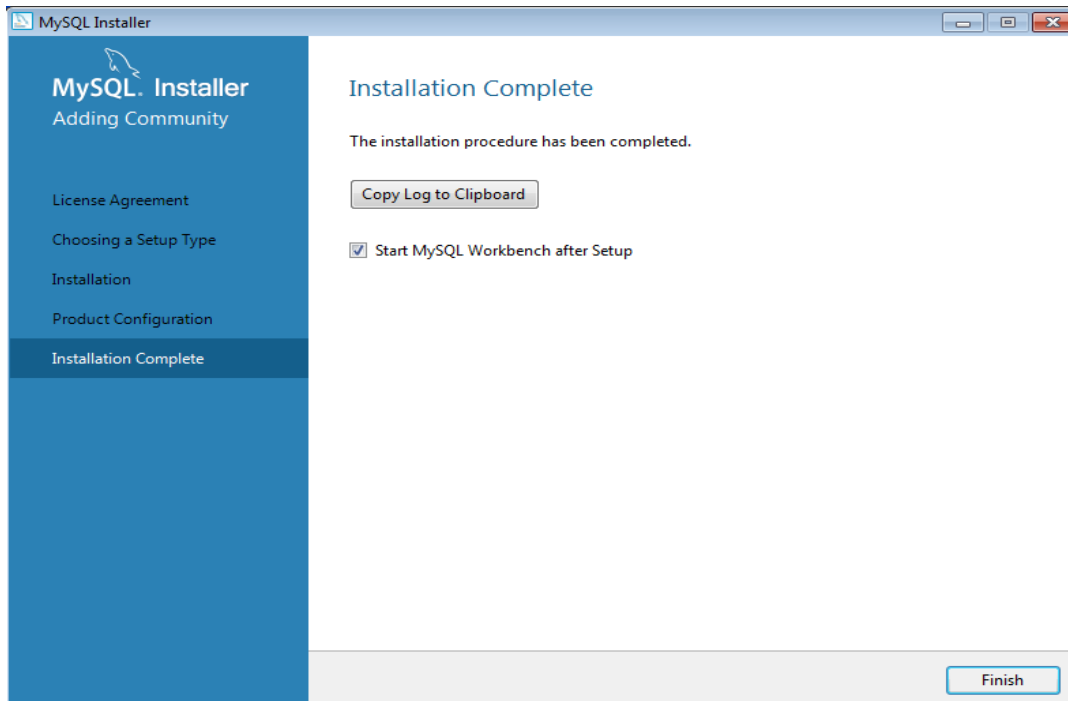 MySQL Installer
MySQL. Installer
Adding Community
License Agreement
Choosing a Setup Type
Installation
Product Configuration
Installation Complete
Installation Complete
The installation procedure has been completed.
Copy Log to Clipboard
Start MySQL Workbench after Setup
Finish